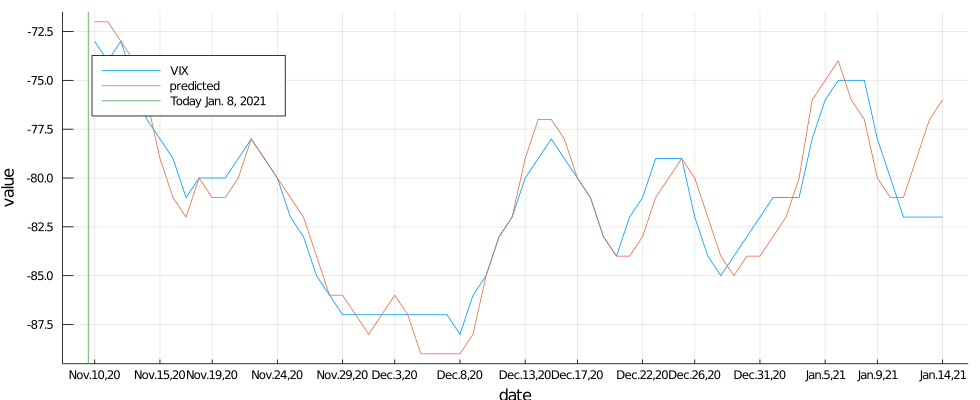 -72.5
-75.0
-77.5
-80.0
-82.5
-85.0
-87.5
value
VIX
predicted
Today Jan. 8, 2021
Nov.10,20 Nov.15,20 Nov.19,20 Nov.24,20 Nov.29,20 Dec.3,20 Dec.8,20 Dec.13,20 Dec.17,20 Dec.22,20 Dec.26,20 Dec.31,20 Jan.5,21 Jan.9,21 Jan.14,21
date